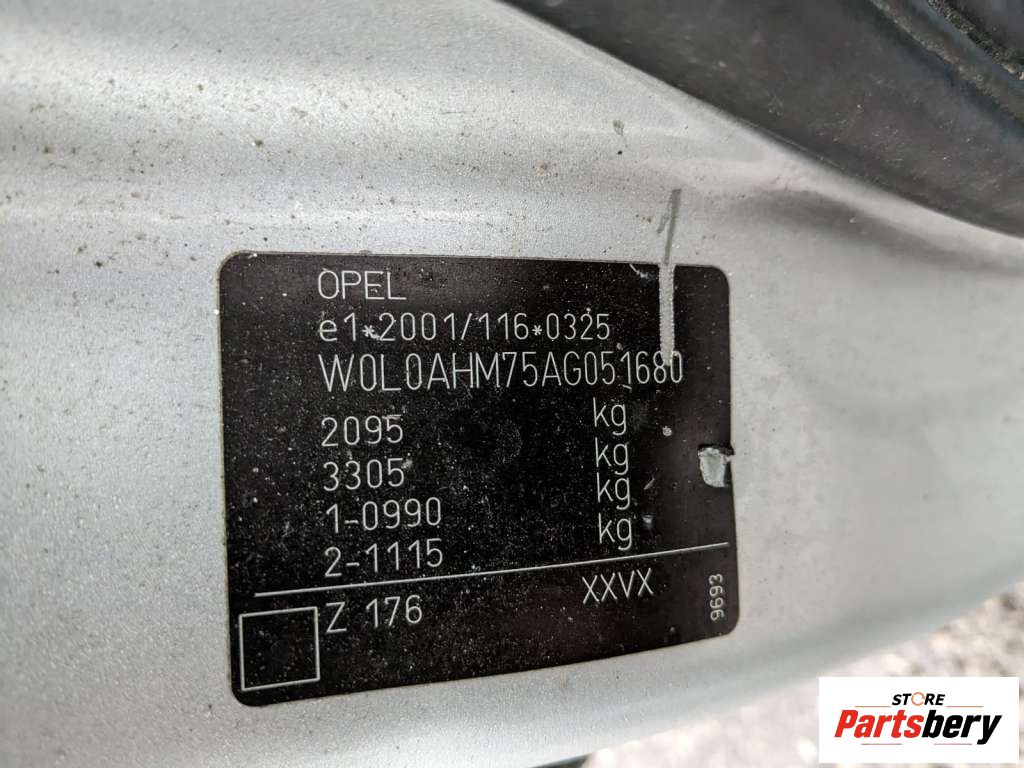 OPEL
e1*2001/116*0325
W0L0AHM75AG051680
2095 kg
3305 kg
1-0990 kg
2-1115 kg
Z 176 XXVX
9693
STORE
Partsbery